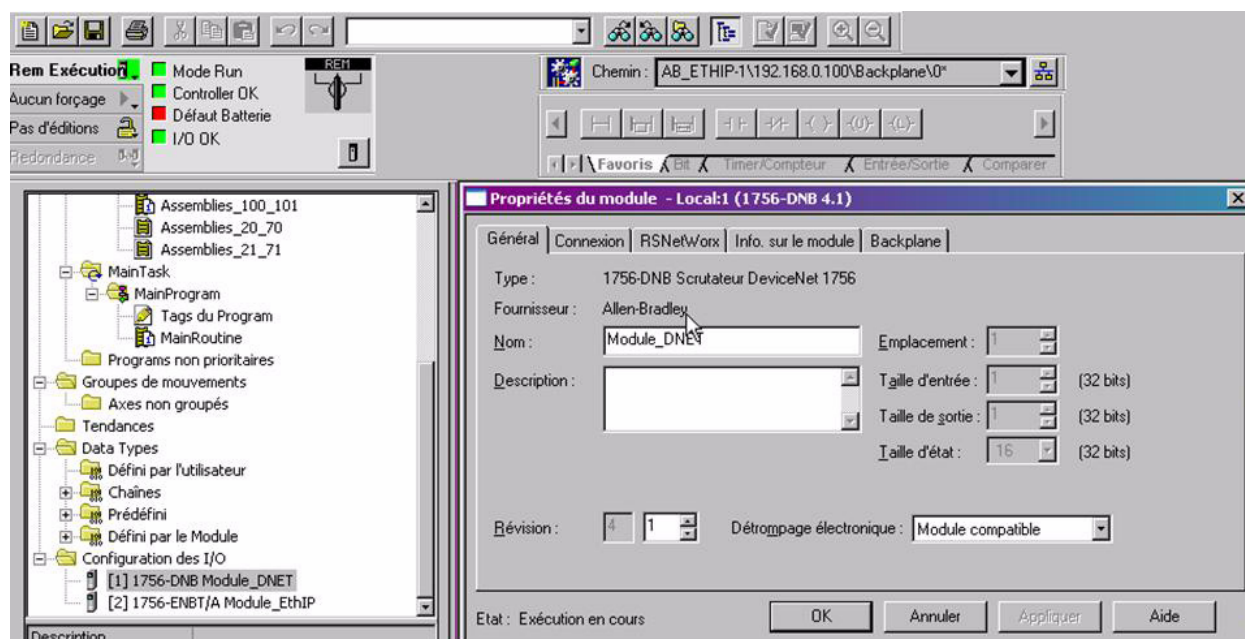 Rem Exécution
Mode Run
Controller OK
Défaut Batterie
I/O OK
Aucun forçage
Pas d'éditions
Redondance
REM
Chemin : AB_ETHIP-1\192.168.0.100\Backplane\0*
Favoris Bit Timer/Compteur Entrée/Sortie Comparer
Assemblies_100_101
Assemblies_20_70
Assemblies_21_71
MainTask
MainProgram
Tags du Program
MainRoutine
Programs non prioritaires
Groupes de mouvements
Axes non groupés
Tendances
Data Types
Défini par l'utilisateur
Chaînes
Prédéfini
Défini par le Module
Configuration des I/O
[1] 1756-DNB Module_DNET
[2] 1756-ENBT/A Module_EthIP
Description
Propriétés du module - Local:1 (1756-DNB 4.1)
Général Connexion RSNetWorx Info. sur le module Backplane
Type : 1756-DNB Scrutateur DeviceNet 1756
Fournisseur : Allen-Bradley
Nom : Module_DNET
Emplacement : 1
Description :
Taille d'entrée : 1 (32 bits)
Taille de sortie : 1 (32 bits)
Taille d'état : 16 (32 bits)
Révision : 4 1 Détrompage électronique : Module compatible
Etat : Exécution en cours
OK Annuler Appliquer Aide